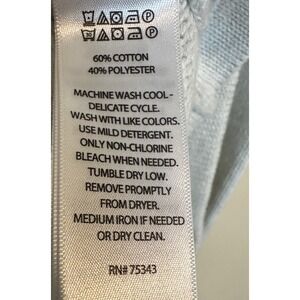 60% COTTON
40% POLYESTER
MACHINE WASH COOL -
DELICATE CYCLE.
WASH WITH LIKE COLORS.
USE MILD DETERGENT.
ONLY NON-CHLORINE
BLEACH WHEN NEEDED.
TUMBLE DRY LOW.
REMOVE PROMPTLY
FROM DRYER.
MEDIUM IRON IF NEEDED
OR DRY CLEAN.
RN# 75343